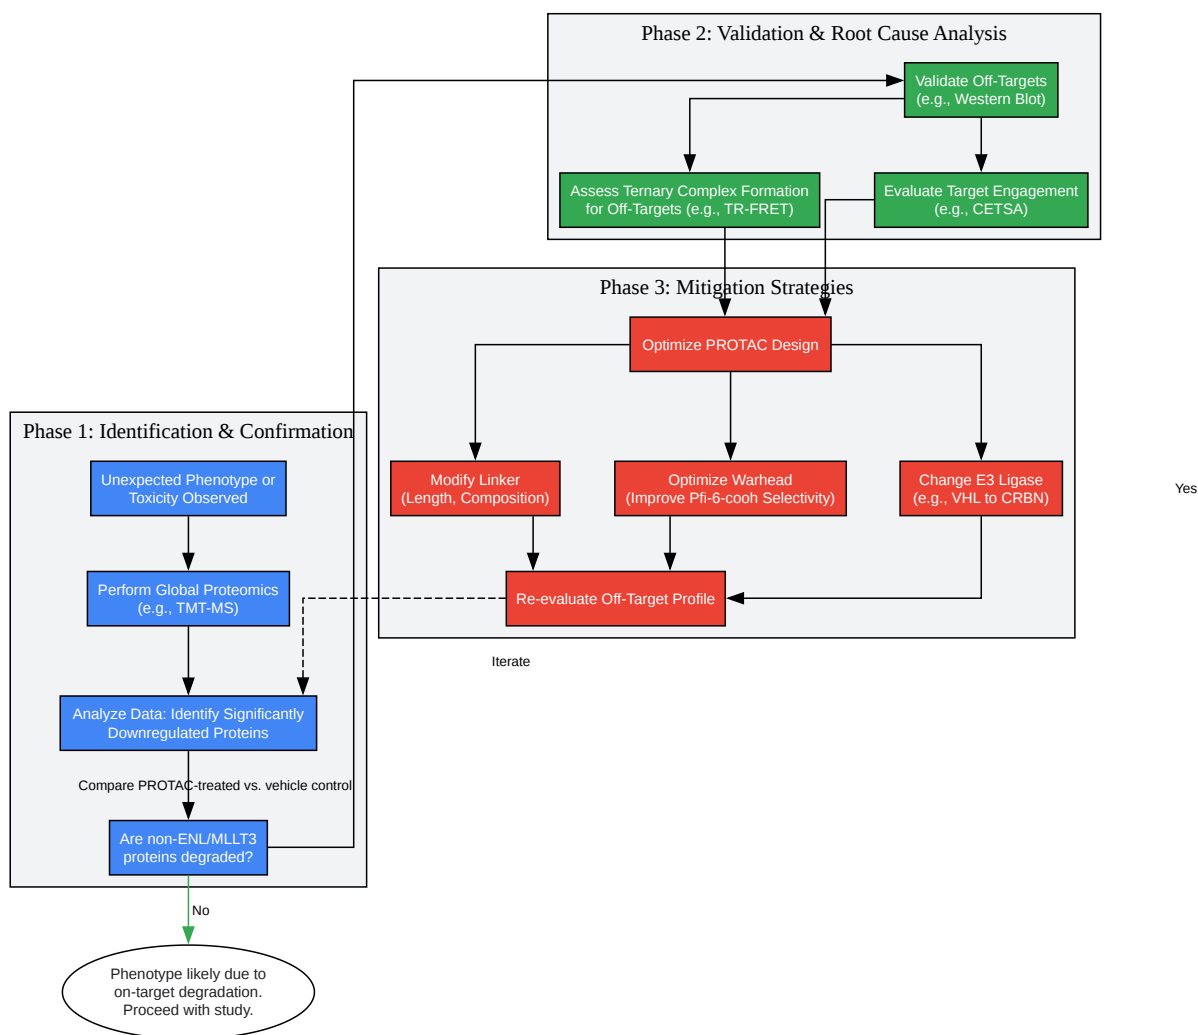 Phase 2: Validation & Root Cause Analysis
Validate Off-Targets
(e.g., Western Blot)
Assess Ternary Complex Formation
for Off-Targets (e.g., TR-FRET)
Evaluate Target Engagement
(e.g., CETSA)
Phase 3: Mitigation Strategies
Optimize PROTAC Design
Modify Linker
(Length, Composition)
Optimize Warhead
(Improve Pfi-6-cooh Selectivity)
Change E3 Ligase
(e.g., VHL to CRBN)
Yes
Re-evaluate Off-Target Profile
Iterate
Phase 1: Identification & Confirmation
Unexpected Phenotype or
Toxicity Observed
Perform Global Proteomics
(e.g., TMT-MS)
Analyze Data: Identify Significantly
Downregulated Proteins
Compare PROTAC-treated vs. vehicle control
Are non-ENL/MLLT3
proteins degraded?
No
Phenotype likely due to
on-target degradation.
Proceed with study.